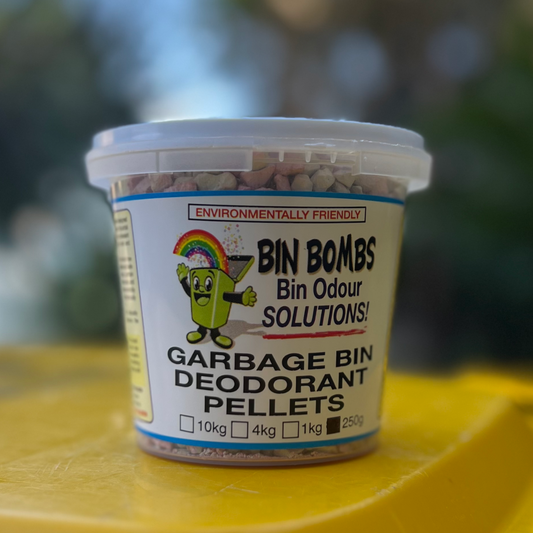 ENVIRONMENTALLY FRIENDLY
BIN BOMBS
Bin Odour
SOLUTIONS!
GARBAGE BIN
DEODORANT
PELLETS
10kg 4kg 1kg 250g